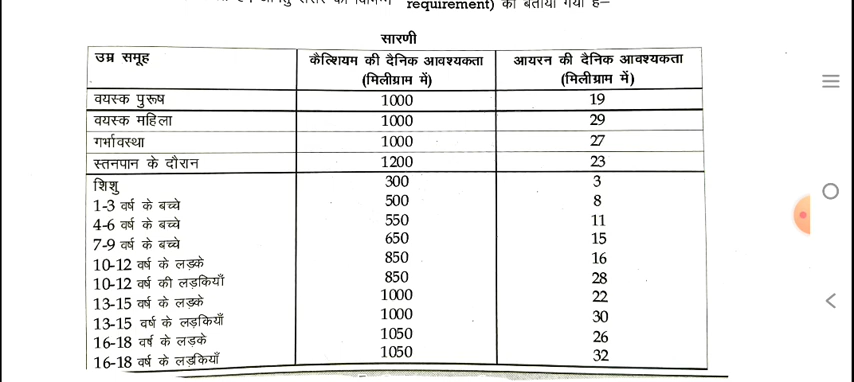 requirement) को बताया गया है–
सारणी
उम्र समूह कैल्शियम की दैनिक आवश्यकता (मिलीग्राम में) आयरन की दैनिक आवश्यकता (मिलीग्राम में)
वयस्क पुरूष 1000 19
वयस्क महिला 1000 29
गर्भावस्था 1000 27
स्तनपान के दौरान 1200 23
शिशु 300 3
1-3 वर्ष के बच्चे 500 8
4-6 वर्ष के बच्चे 550 11
7-9 वर्ष के बच्चे 650 15
10-12 वर्ष के लड़के 850 16
10-12 वर्ष की लड़कियाँ 850 28
13-15 वर्ष के लड़के 1000 22
13-15 वर्ष के लड़कियाँ 1000 30
16-18 वर्ष के लड़के 1050 26
16-18 वर्ष के लड़कियाँ 1050 32